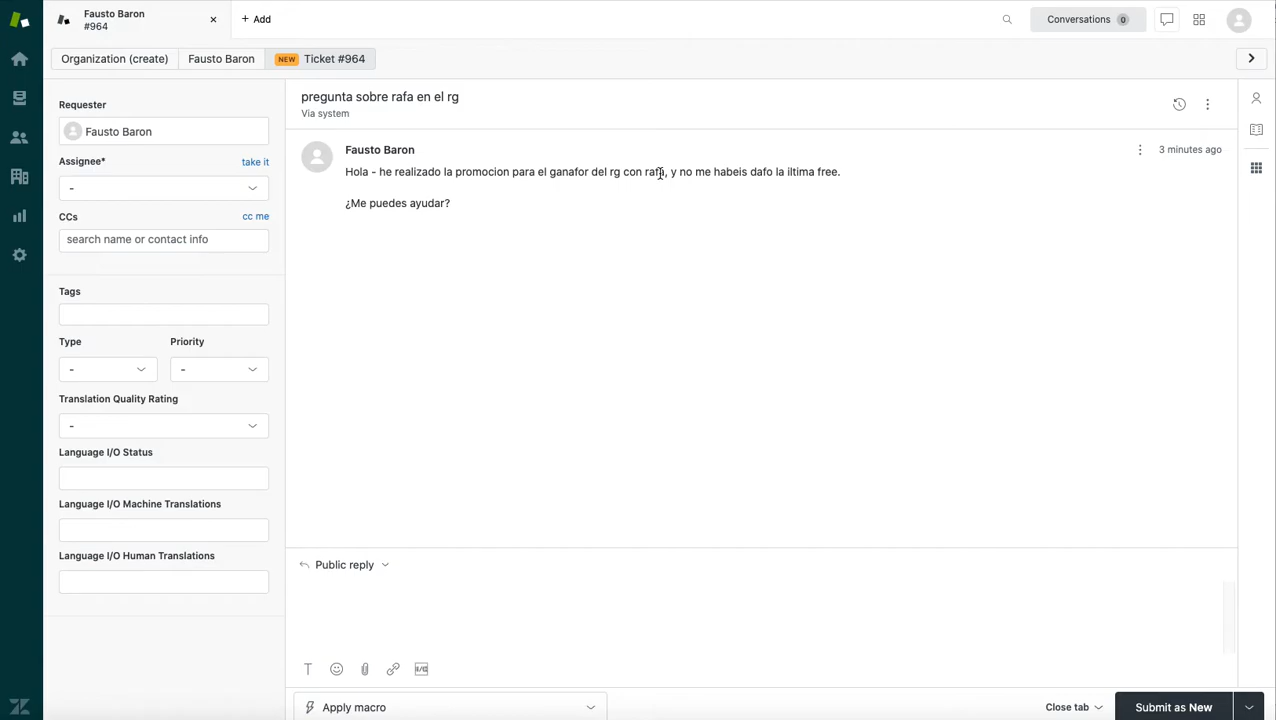 Fausto Baron
#964
+ Add
Conversations 0
Organization (create)
Fausto Baron
NEW Ticket #964
Requester
Fausto Baron
Assignee*
take it
-
CCs
cc me
search name or contact info
Tags
Type
Priority
-
-
Translation Quality Rating
-
Language I/O Status
Language I/O Machine Translations
Language I/O Human Translations
pregunta sobre rafa en el rg
Via system
Fausto Baron
3 minutes ago
Hola - he realizado la promocion para el ganafor del rg con rafa, y no me habeis dafo la iltima free.
¿Me puedes ayudar?
Public reply
T
Apply macro
Close tab
Submit as New